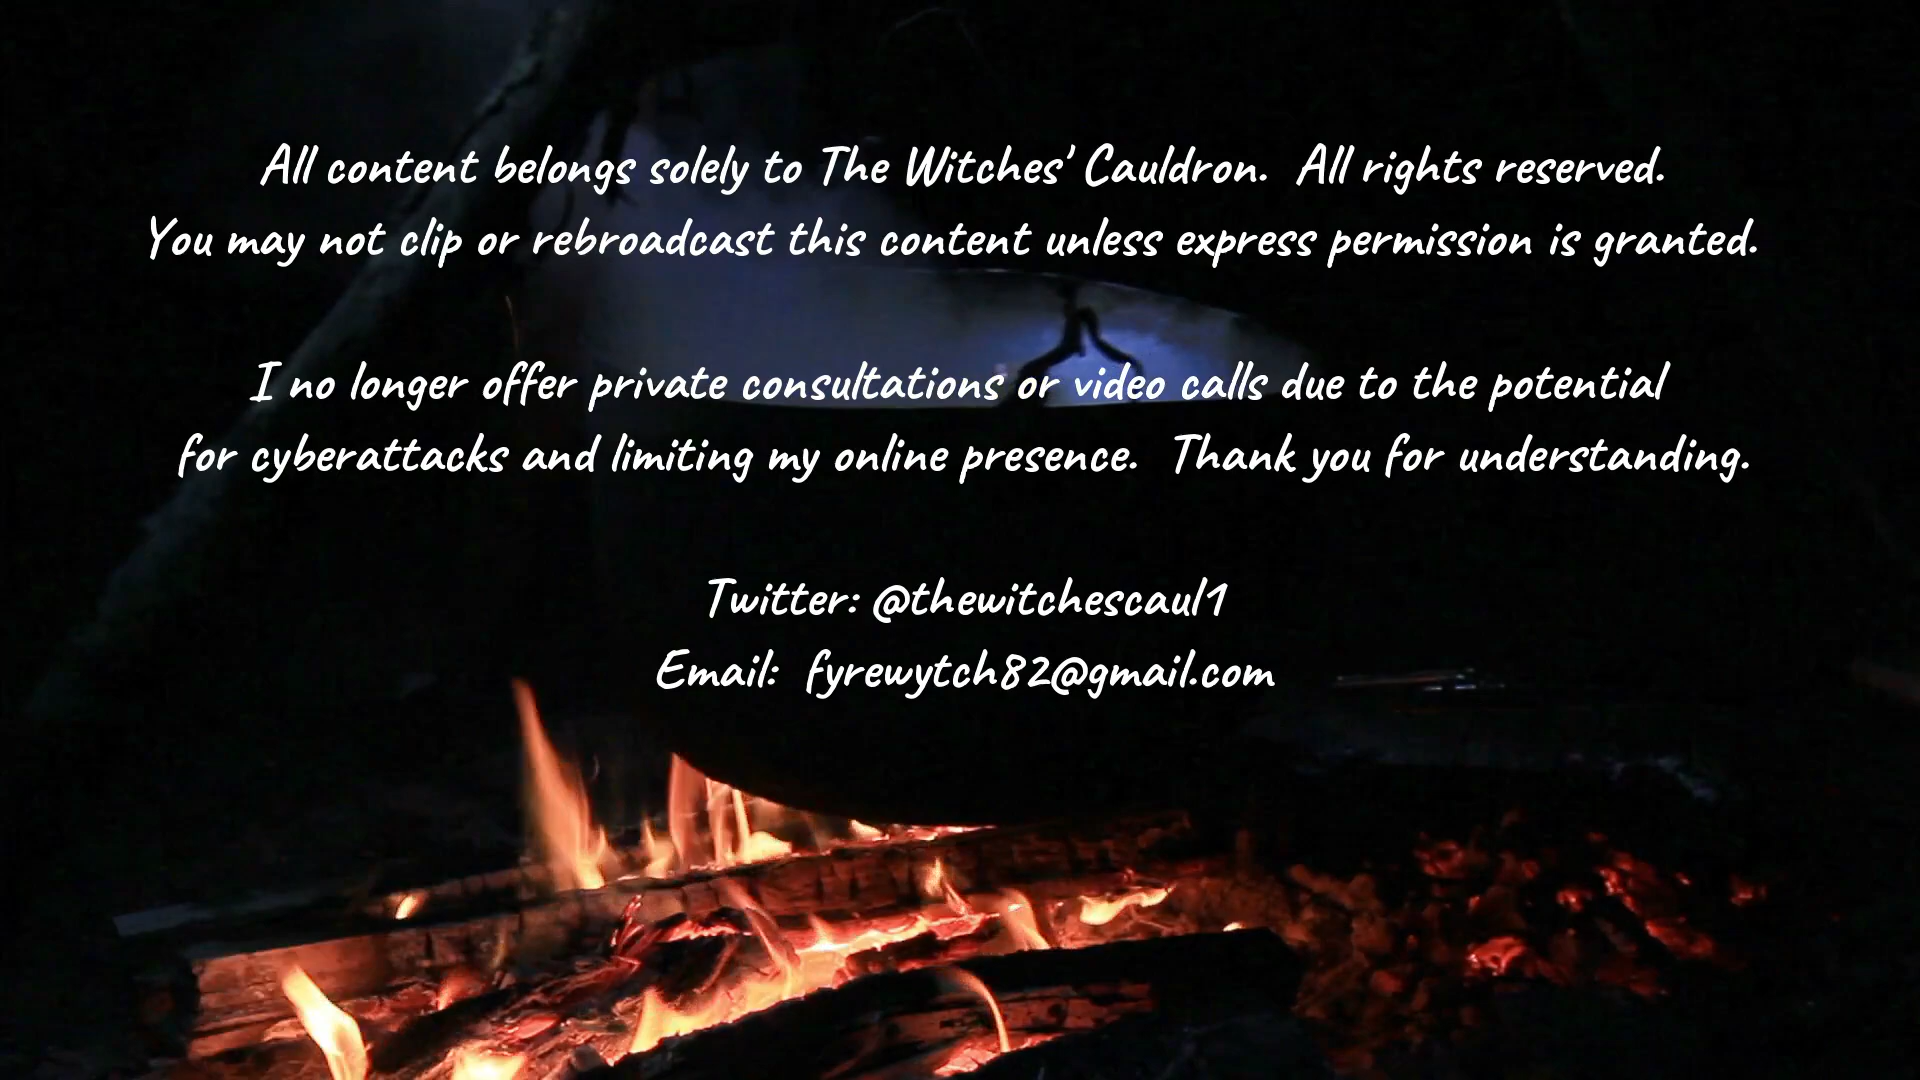 All content belongs solely to The Witches' Cauldron.  All rights reserved.
You may not clip or rebroadcast this content unless express permission is granted.
I no longer offer private consultations or video calls due to the potential
for cyberattacks and limiting my online presence.  Thank you for understanding.
Twitter: @thewitchescaul1
Email:  fyrewytch82@gmail.com